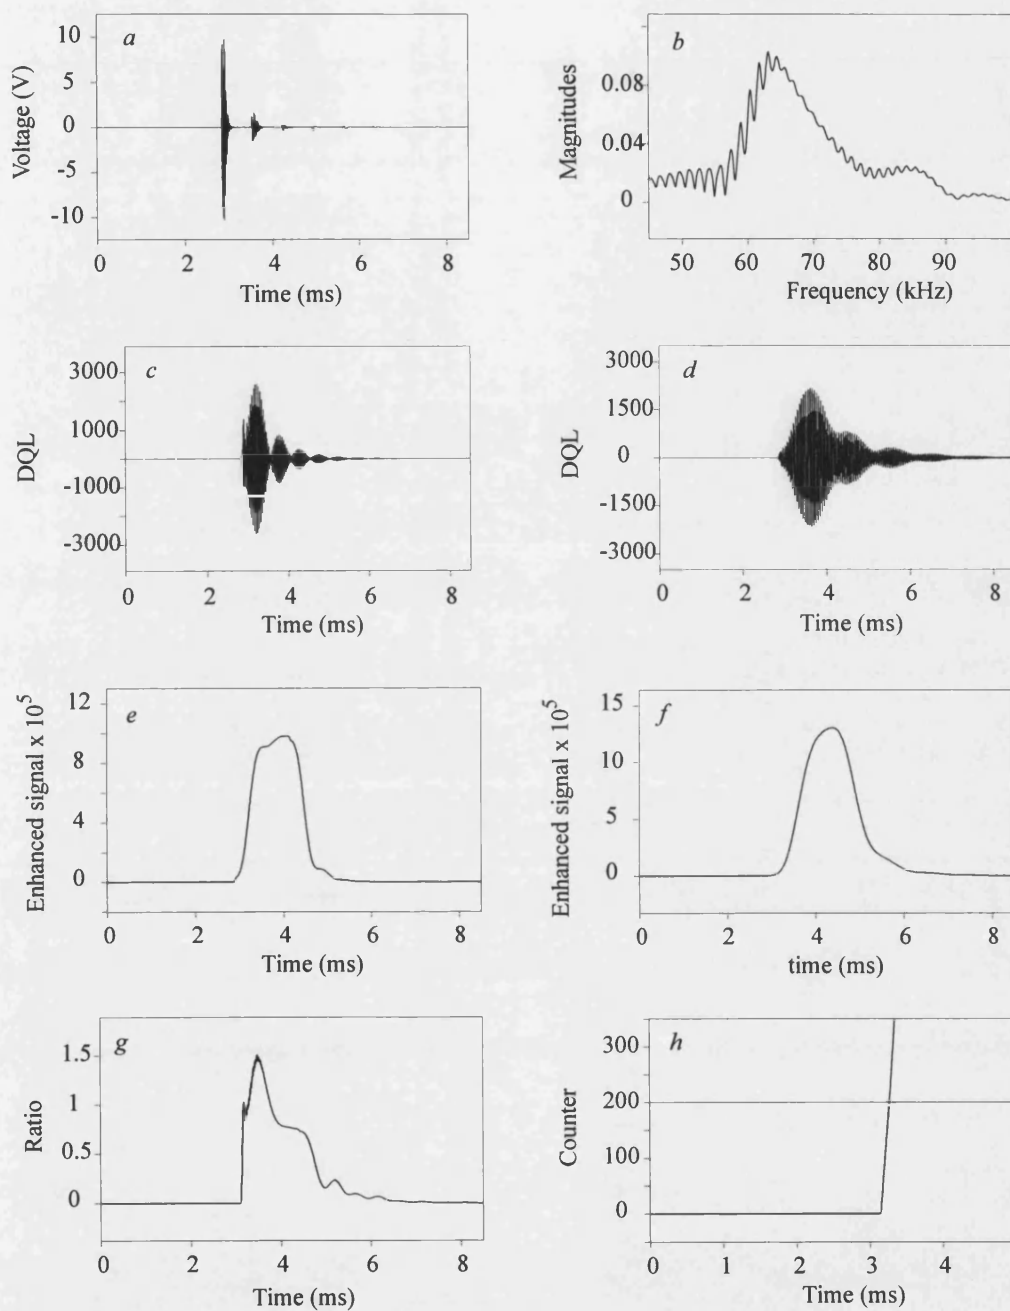 a
Voltage (V)
10
5
0
-5
-10
0 2 4 6 8
Time (ms)
b
Magnitudes
0.08
0.04
0
50 60 70 80 90
Frequency (kHz)
c
DQL
3000
1000
-1000
-3000
0 2 4 6 8
Time (ms)
d
DQL
3000
1500
0
-1500
-3000
0 2 4 6 8
Time (ms)
e
Enhanced signal x 10⁵
12
8
4
0
0 2 4 6 8
Time (ms)
f
Enhanced signal x 10⁵
15
10
5
0
0 2 4 6 8
time (ms)
g
Ratio
1.5
1
0.5
0
0 2 4 6 8
Time (ms)
h
Counter
300
200
100
0
0 1 2 3 4
Time (ms)